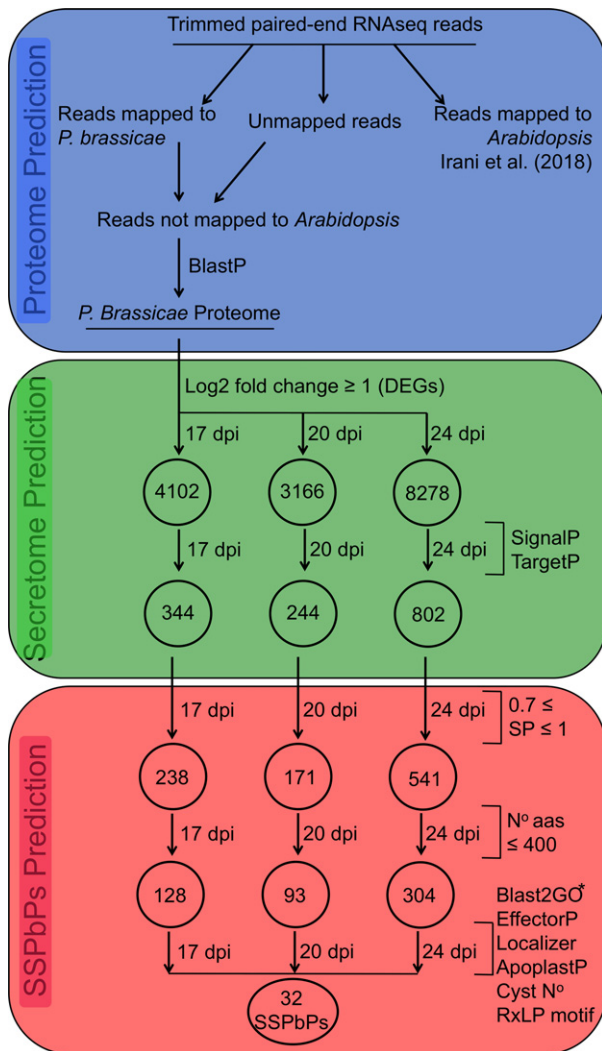 Proteome Prediction
Trimmed paired-end RNAseq reads
Reads mapped to
P. brassicae
Unmapped reads
Reads mapped to
Arabidopsis
Irani et al. (2018)
Reads not mapped to Arabidopsis
BlastP
P. Brassicae Proteome
Secretome Prediction
Log2 fold change ≥ 1 (DEGs)
17 dpi
20 dpi
24 dpi
4102
3166
8278
17 dpi
20 dpi
24 dpi
SignalP
TargetP
344
244
802
SSPbPs Prediction
17 dpi
20 dpi
24 dpi
0.7 ≤
SP ≤ 1
238
171
541
17 dpi
20 dpi
24 dpi
Nº aas
≤ 400
128
93
304
17 dpi
20 dpi
24 dpi
Blast2GO*
EffectorP
Localizer
ApoplastP
Cyst Nº
RxLP motif
32
SSPbPs